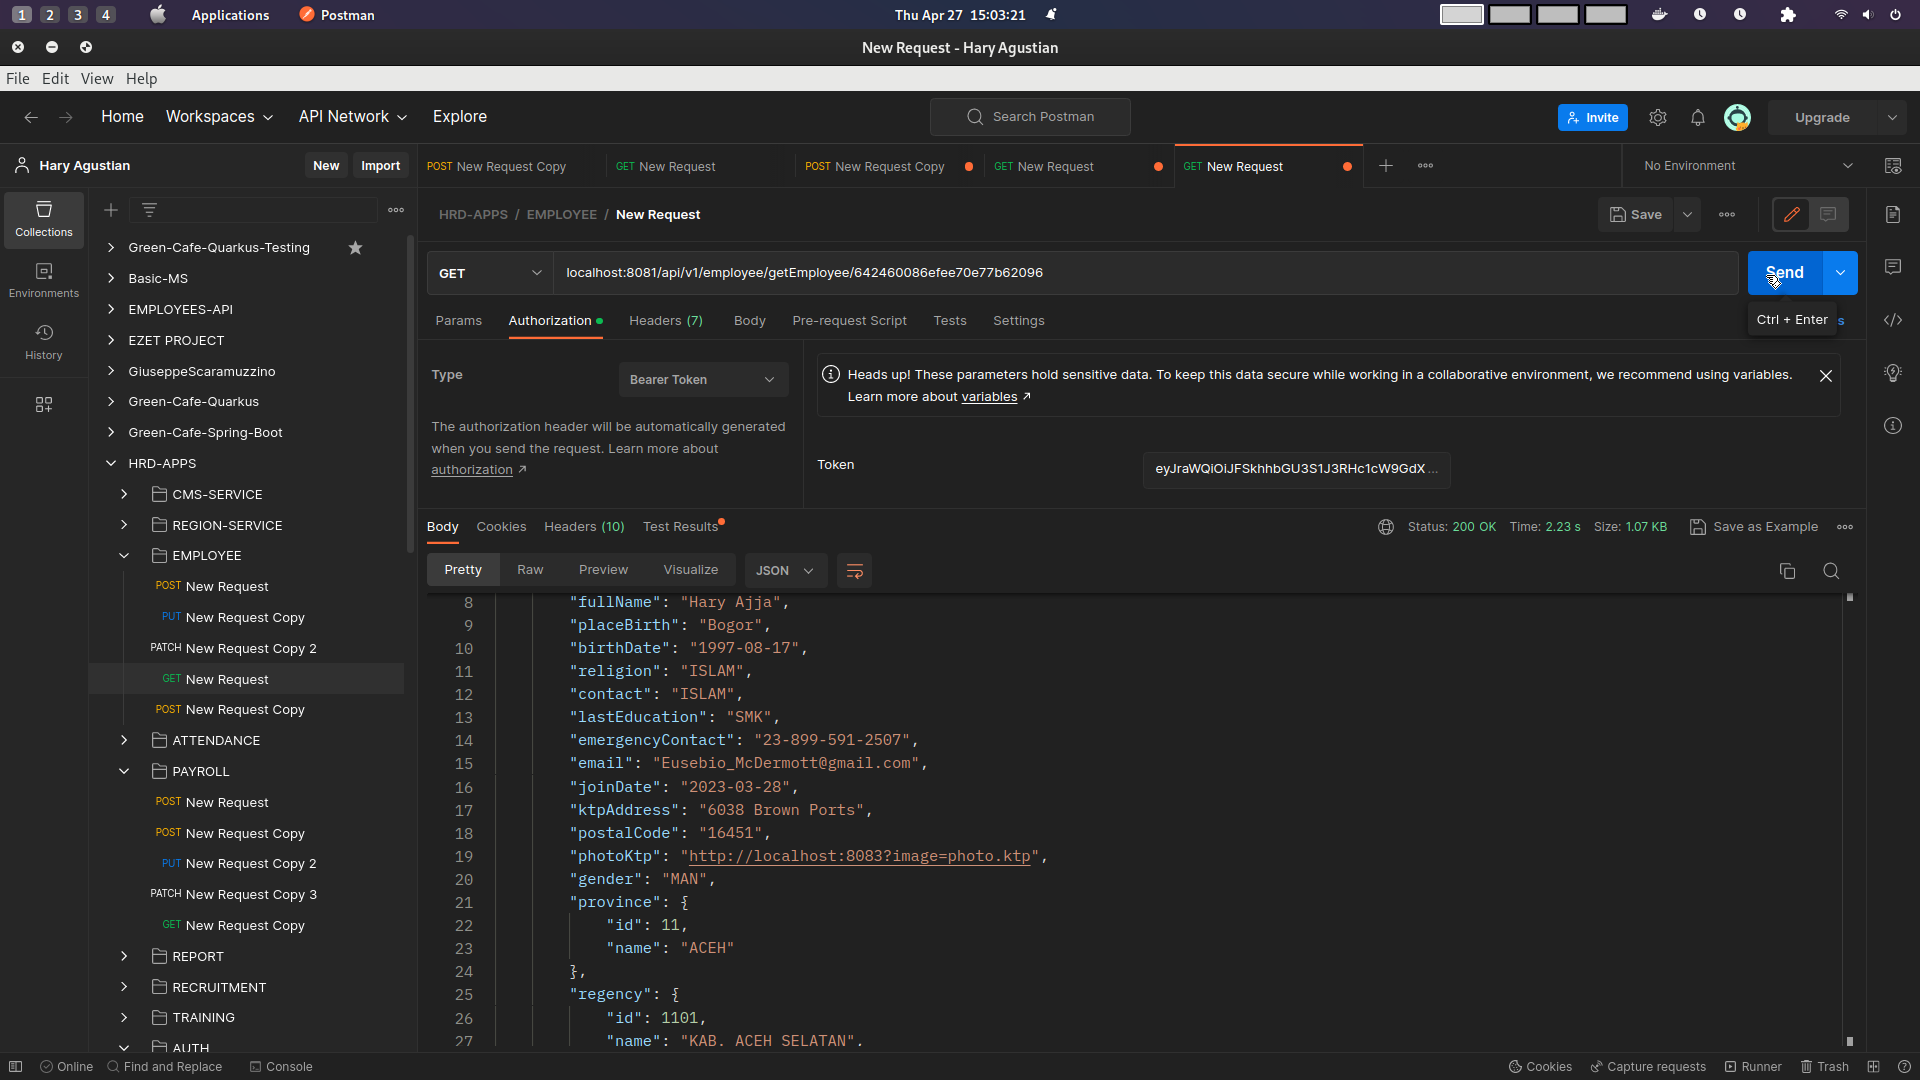 1 2 3 4 Applications Postman Thu Apr 27 15:03:21
New Request - Hary Agustian
File Edit View Help
Home Workspaces API Network Explore Search Postman Invite Upgrade
Hary Agustian New Import
POST New Request Copy GET New Request POST New Request Copy GET New Request GET New Request No Environment
Collections
Environments
History
Green-Cafe-Quarkus-Testing
Basic-MS
EMPLOYEES-API
EZET PROJECT
GiuseppeScaramuzzino
Green-Cafe-Quarkus
Green-Cafe-Spring-Boot
HRD-APPS
CMS-SERVICE
REGION-SERVICE
EMPLOYEE
POST New Request
PUT New Request Copy
PATCH New Request Copy 2
GET New Request
POST New Request Copy
ATTENDANCE
PAYROLL
POST New Request
POST New Request Copy
PUT New Request Copy 2
PATCH New Request Copy 3
GET New Request Copy
REPORT
RECRUITMENT
TRAINING
AUTH
HRD-APPS / EMPLOYEE / New Request Save
GET localhost:8081/api/v1/employee/getEmployee/642460086efee70e77b62096 Send
Ctrl + Enter s
Params Authorization Headers (7) Body Pre-request Script Tests Settings
Type Bearer Token
The authorization header will be automatically generated
when you send the request. Learn more about
authorization ↗
Heads up! These parameters hold sensitive data. To keep this data secure while working in a collaborative environment, we recommend using variables.
Learn more about variables ↗
Token eyJraWQiOiJFSkhhbGU3S1J3RHc1cW9GdX ...
Body Cookies Headers (10) Test Results Status: 200 OK Time: 2.23 s Size: 1.07 KB Save as Example
Pretty Raw Preview Visualize JSON
8 "fullName": "Hary Ajja",
9 "placeBirth": "Bogor",
10 "birthDate": "1997-08-17",
11 "religion": "ISLAM",
12 "contact": "ISLAM",
13 "lastEducation": "SMK",
14 "emergencyContact": "23-899-591-2507",
15 "email": "Eusebio_McDermott@gmail.com",
16 "joinDate": "2023-03-28",
17 "ktpAddress": "6038 Brown Ports",
18 "postalCode": "16451",
19 "photoKtp": "http://localhost:8083?image=photo.ktp",
20 "gender": "MAN",
21 "province": {
22 "id": 11,
23 "name": "ACEH"
24 },
25 "regency": {
26 "id": 1101,
27 "name": "KAB. ACEH SELATAN".
Online Find and Replace Console Cookies Capture requests Runner Trash